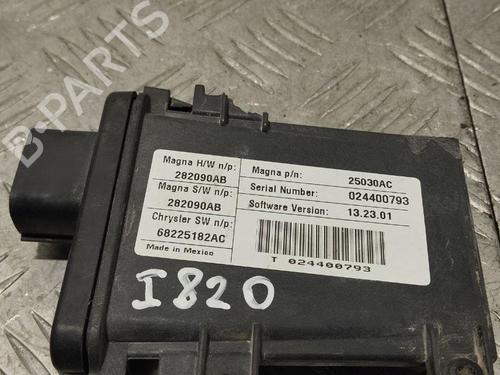 Magna H/W n/p:
282090AB
Magna S/W n/p:
282090AB
Chrysler SW n/p:
68225182AC
Made in Mexico
Magna p/n: 25030AC
Serial Number: 024400793
Software Version: 13.23.01
T 024400793
I820
B-PARTS